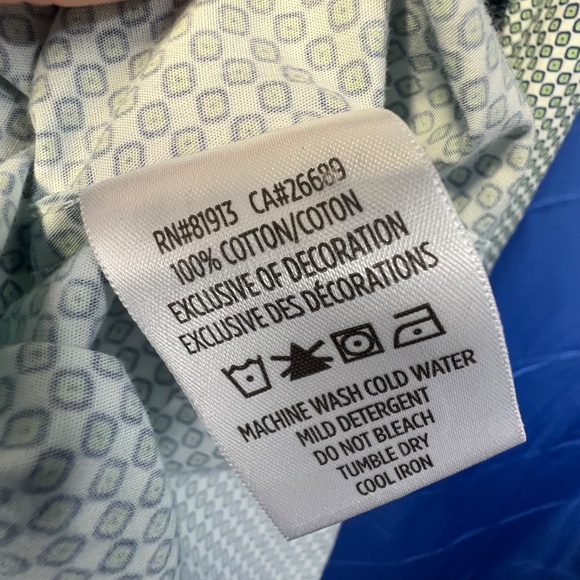 RN#81913 CA#26689
100% COTTON/COTON
EXCLUSIVE OF DECORATION
EXCLUSIVE DES DÉCORATIONS
MACHINE WASH COLD WATER
MILD DETERGENT
DO NOT BLEACH
TUMBLE DRY
COOL IRON